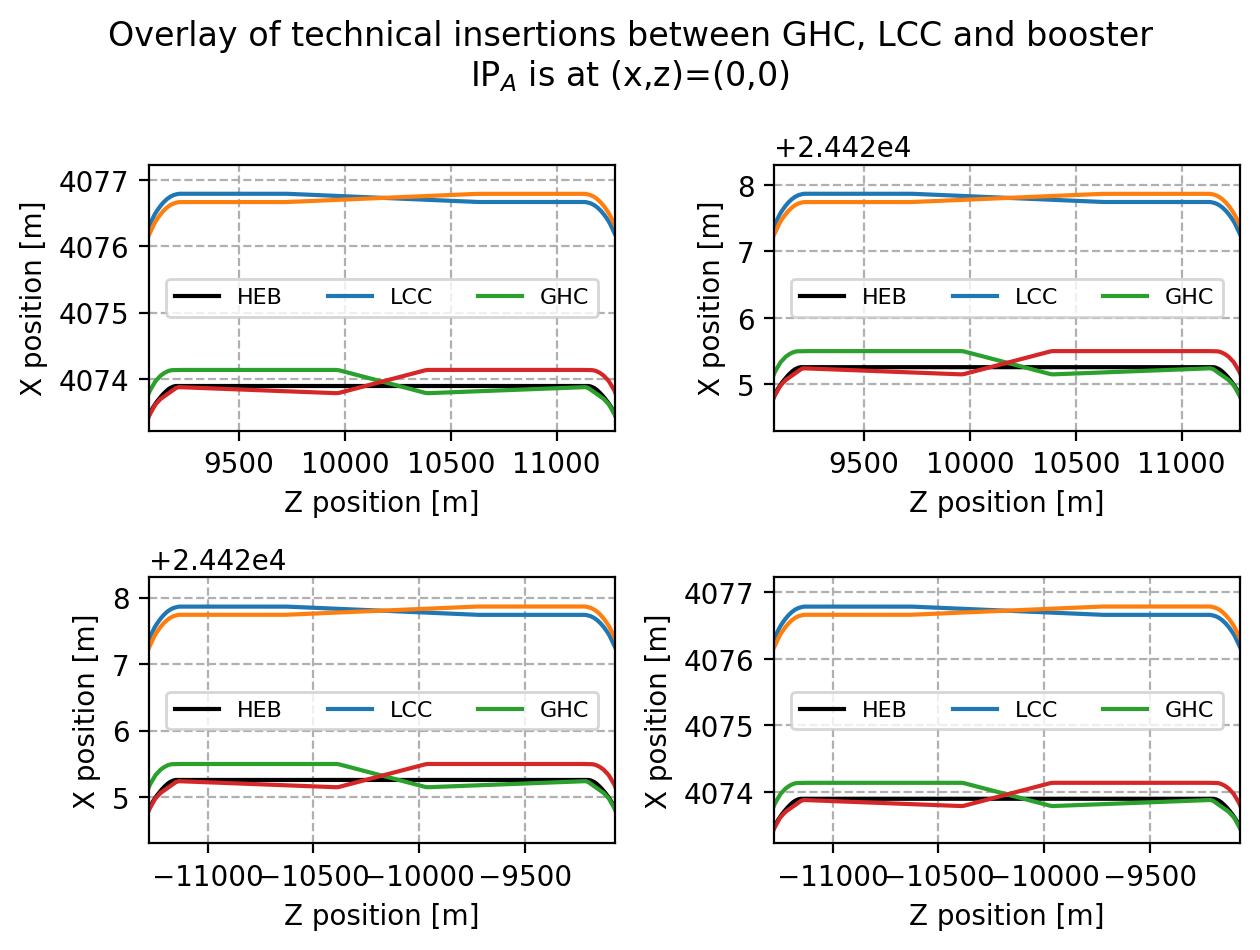 Overlay of technical insertions between GHC, LCC and booster
IP_A is at (x,z)=(0,0)
4077
4076
4075
4074
X position [m]
HEB LCC GHC
9500 10000 10500 11000
Z position [m]
+2.442e4
8
7
6
5
X position [m]
HEB LCC GHC
9500 10000 10500 11000
Z position [m]
+2.442e4
8
7
6
5
X position [m]
HEB LCC GHC
−11000 −10500 −10000 −9500
Z position [m]
4077
4076
4075
4074
X position [m]
HEB LCC GHC
−11000 −10500 −10000 −9500
Z position [m]